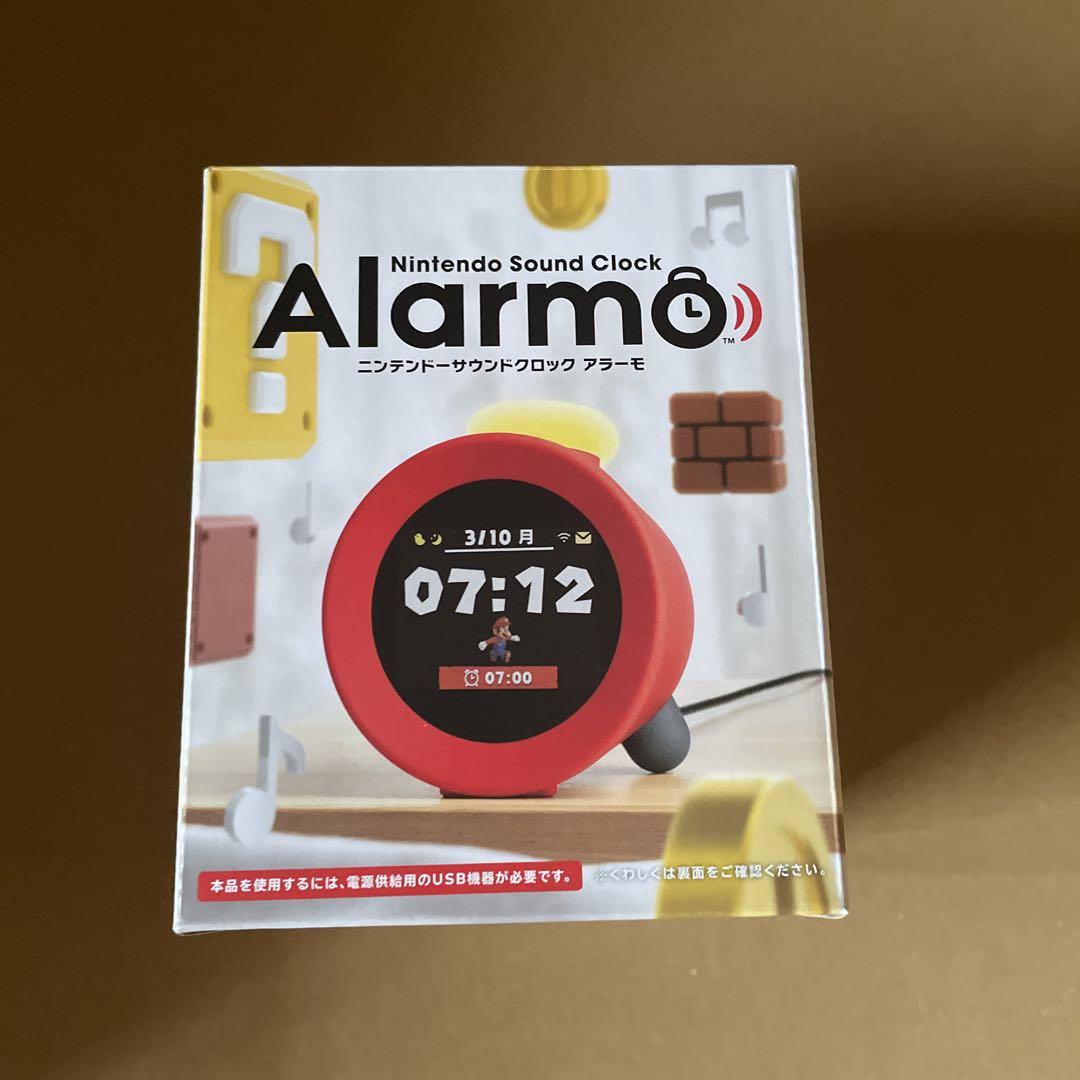 Nintendo Sound Clock
Alarmo
TM
ニンテンドーサウンドクロック アラーモ
3/10 月
07:12
07:00
本品を使用するには、電源供給用のUSB機器が必要です。
※くわしくは裏面をご確認ください。